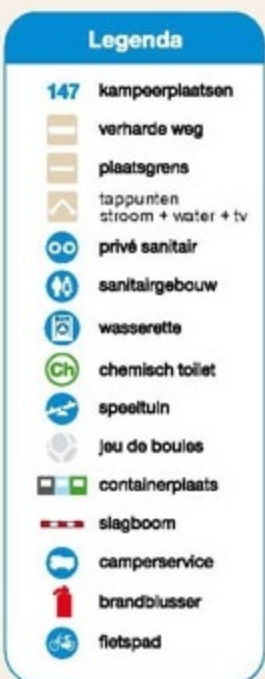 Legenda
147 kampeerplaatsen
verharde weg
plaatsgrens
tappunten
stroom + water + tv
privé sanitair
sanitairgebouw
wasserette
Ch chemisch toilet
speeltuin
jeu de boules
containerplaats
slagboom
camperservice
brandblusser
fietspad